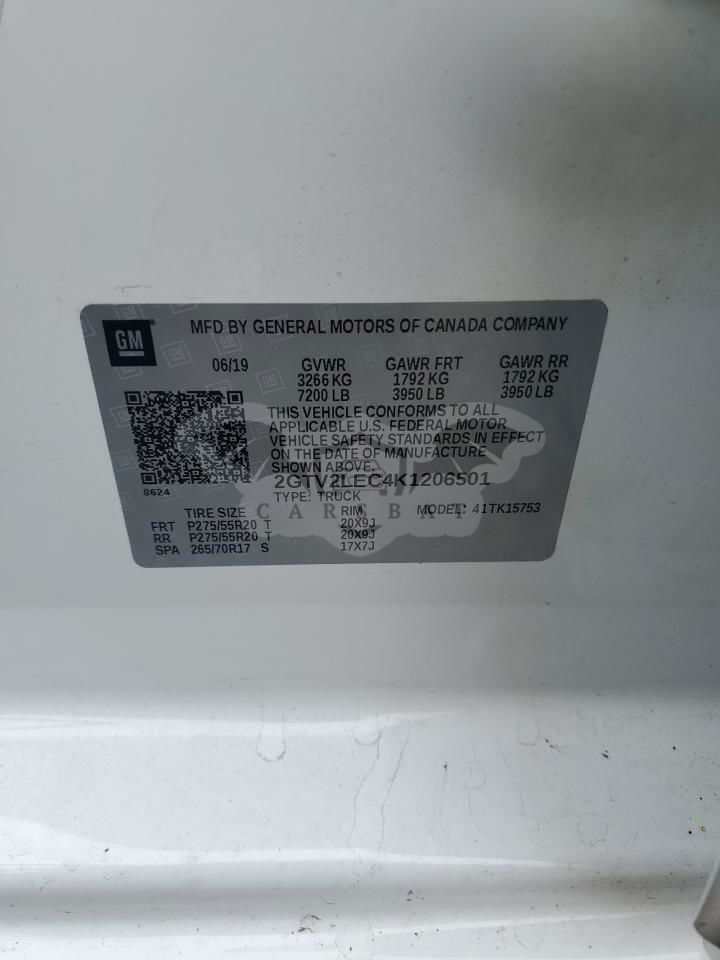 GM
MFD BY GENERAL MOTORS OF CANADA COMPANY
06/19 GVWR GAWR FRT GAWR RR
3266 KG 1792 KG 1792 KG
7200 LB 3950 LB 3950 LB
THIS VEHICLE CONFORMS TO ALL
APPLICABLE U.S. FEDERAL MOTOR
VEHICLE SAFETY STANDARDS IN EFFECT
ON THE DATE OF MANUFACTURE
SHOWN ABOVE.
8624
2GTV2LEC4K1206501
TYPE: TRUCK
MODEL: 41TK15753
CARSBAT
TIRE SIZE RIM
FRT P275/55R20 T 20X9J
RR P275/55R20 T 20X9J
SPA 265/70R17 S 17X7J